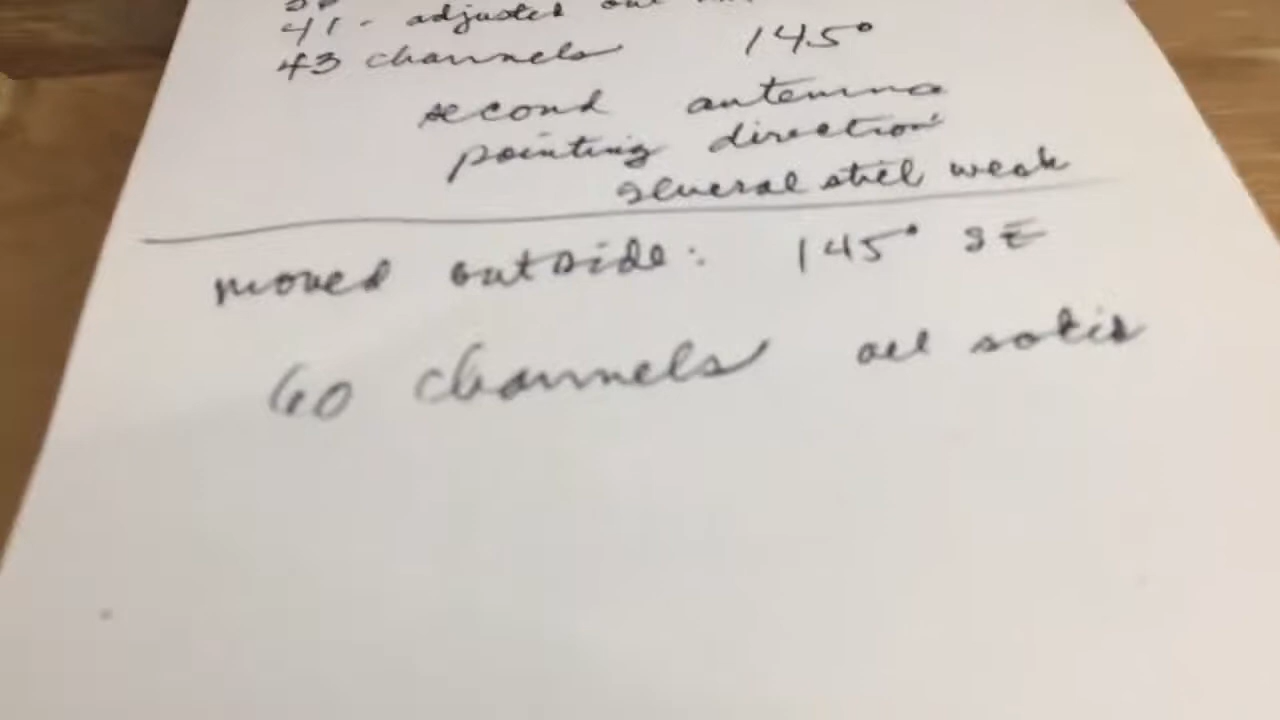 41 - adjusted
43 channels 145°
second antenna
pointing direction
several still weak
moved outside: 145° SE
60 channels all solid